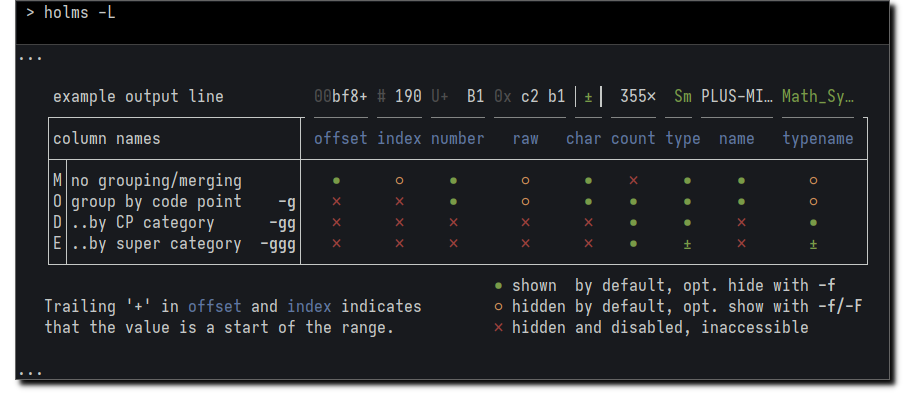 > holms -L
...
example output line 00bf8+ # 190 U+ B1 0x c2 b1 | ± | 355× Sm PLUS-MI… Math_Sy…
column names offset index number raw char count type name typename
M no grouping/merging ● ○ ● ○ ● × ● ● ○
O group by code point -g × × ● ○ ● ● ● ● ○
D ..by CP category -gg × × × × × ● ● × ●
E ..by super category -ggg × × × × × ● ± × ±
● shown by default, opt. hide with -f
Trailing '+' in offset and index indicates ○ hidden by default, opt. show with -f/-F
that the value is a start of the range. × hidden and disabled, inaccessible
...